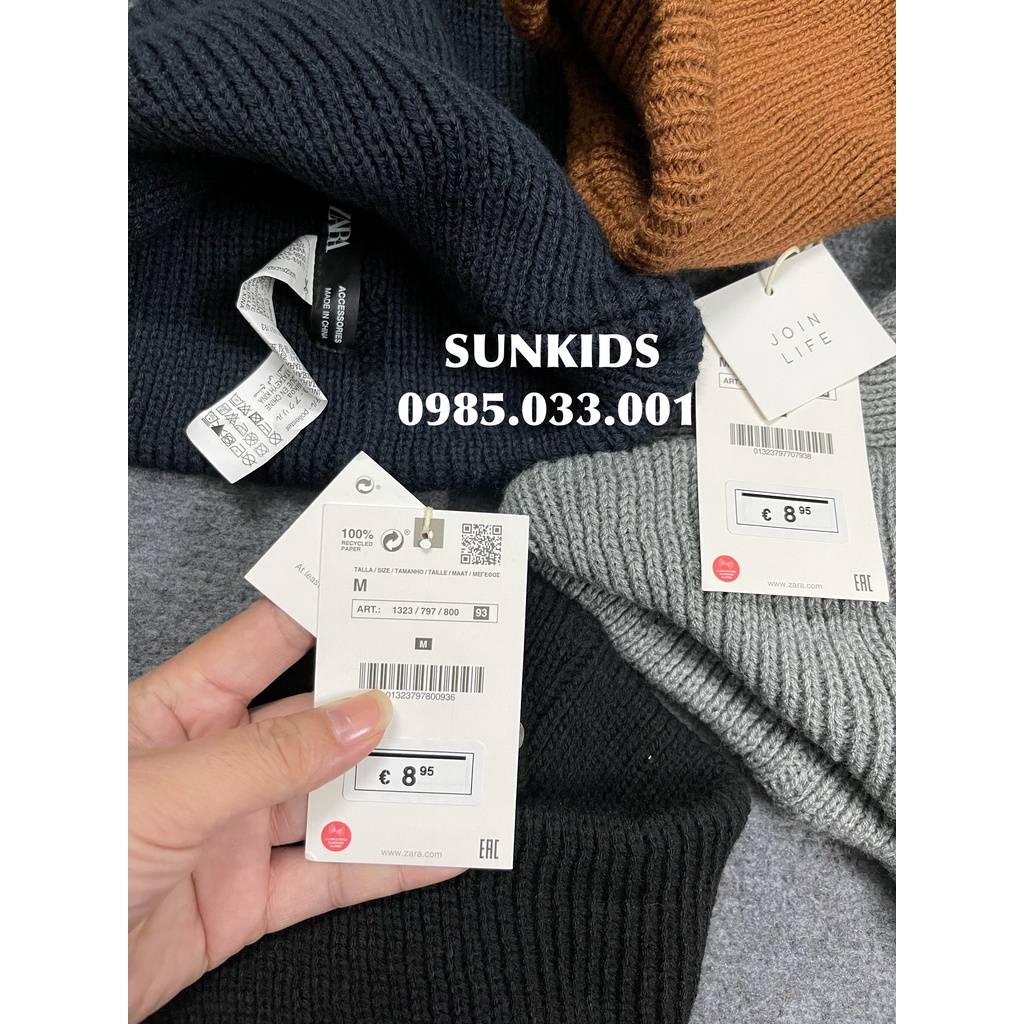 ZARA
ACCESSORIES
MADE IN CHINA
SUNKIDS
0985.033.001
JOIN
LIFE
M
ART
01323797707938
€ 8 95
www.zara.com
EAC
At leas
100%
RECYCLED
PAPER
TALLA / SIZE / TAMANHO / TAILLE / MAAT / ΜΕΓΕΘΟΣ
M
ART.: 1323 / 797 / 800 93
M
01323797800936
€ 8 95
www.zara.com
EAC